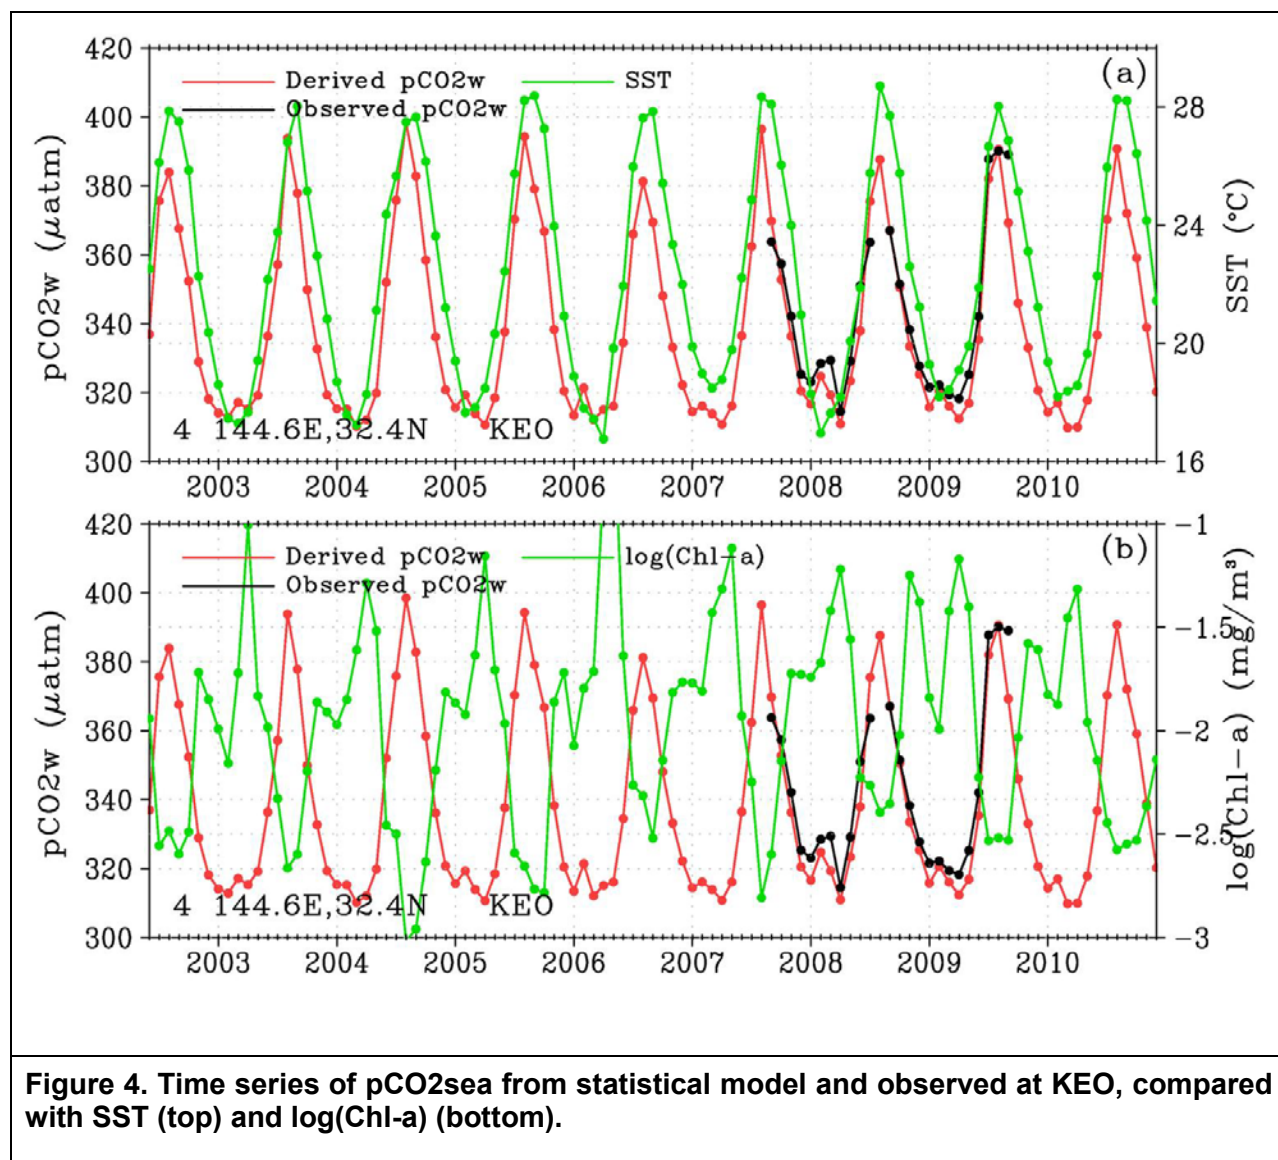 420
400
380
360
340
320
300
pCO2w (μatm)
Derived pCO2w
Observed pCO2w
SST
(a)
28
24
20
16
SST (°C)
4 144.6E,32.4N KEO
2003 2004 2005 2006 2007 2008 2009 2010
420
400
380
360
340
320
300
pCO2w (μatm)
Derived pCO2w
Observed pCO2w
log(Chl-a)
(b)
-1
-1.5
-2
-2.5
-3
log(Chl-a) (mg/m³)
4 144.6E,32.4N KEO
2003 2004 2005 2006 2007 2008 2009 2010
Figure 4. Time series of pCO2sea from statistical model and observed at KEO, compared
with SST (top) and log(Chl-a) (bottom).